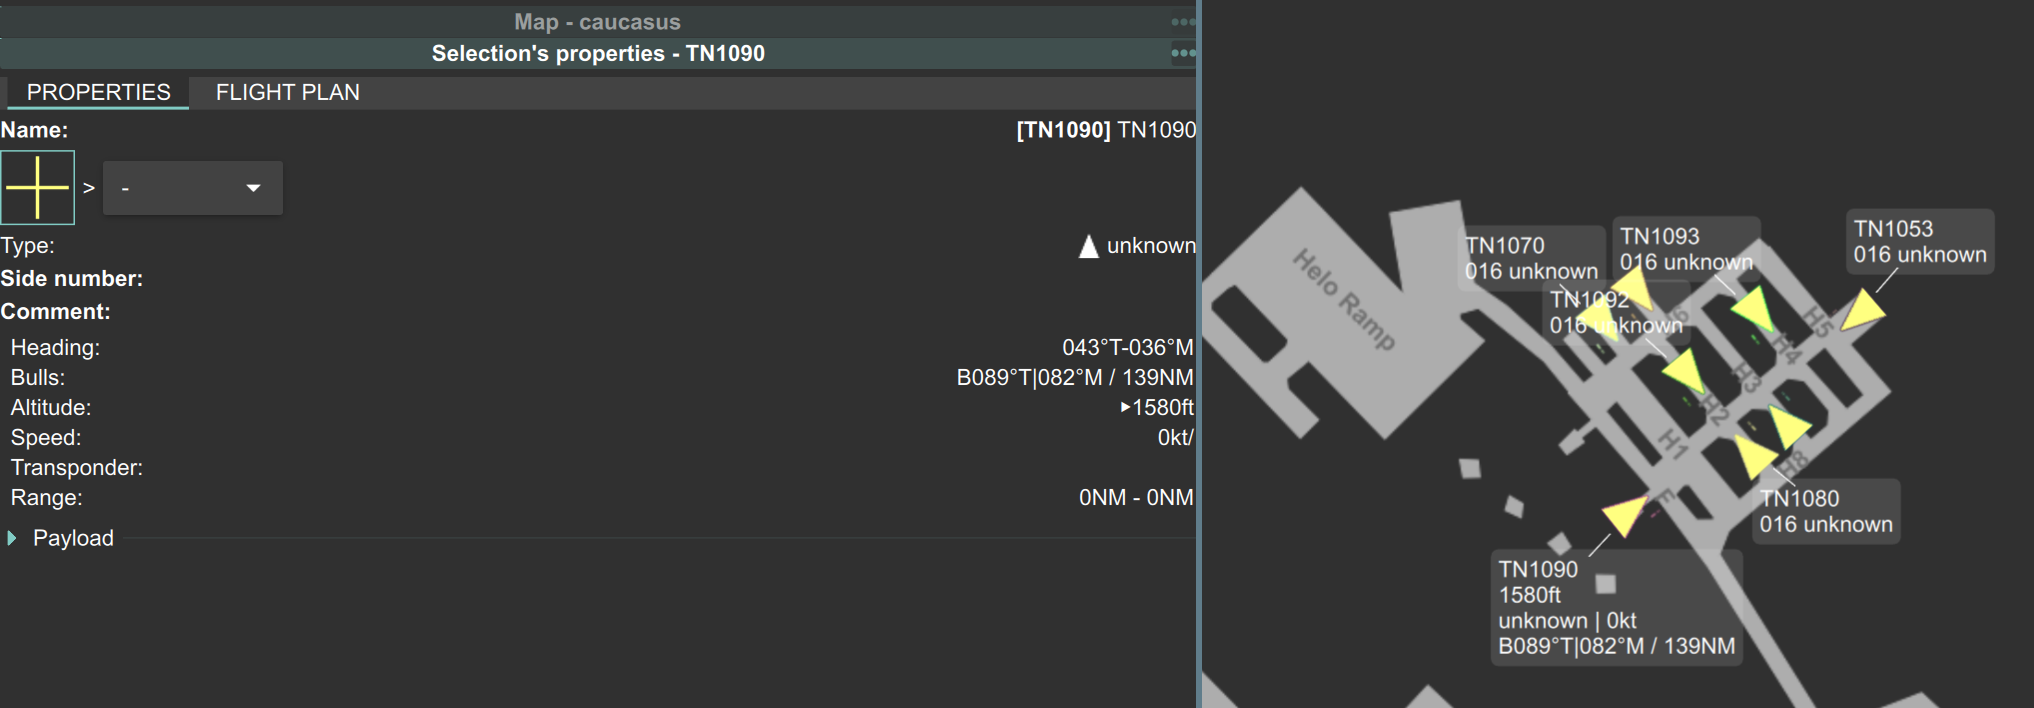 Map - caucasus
Selection's properties - TN1090
PROPERTIES FLIGHT PLAN
Name: [TN1090] TN1090
> -
Type: unknown
Side number:
Comment:
Heading: 043°T-036°M
Bulls: B089°T|082°M / 139NM
Altitude: 1580ft
Speed: 0kt/
Transponder:
Range: 0NM - 0NM
Payload
Helo Ramp
TN1070
016 unknown
TN1093
016 unknown
TN1053
016 unknown
TN1092
016 unknown
H5
H4
H3
H2
H1
H8
E
TN1080
016 unknown
TN1090
1580ft
unknown | 0kt
B089°T|082°M / 139NM